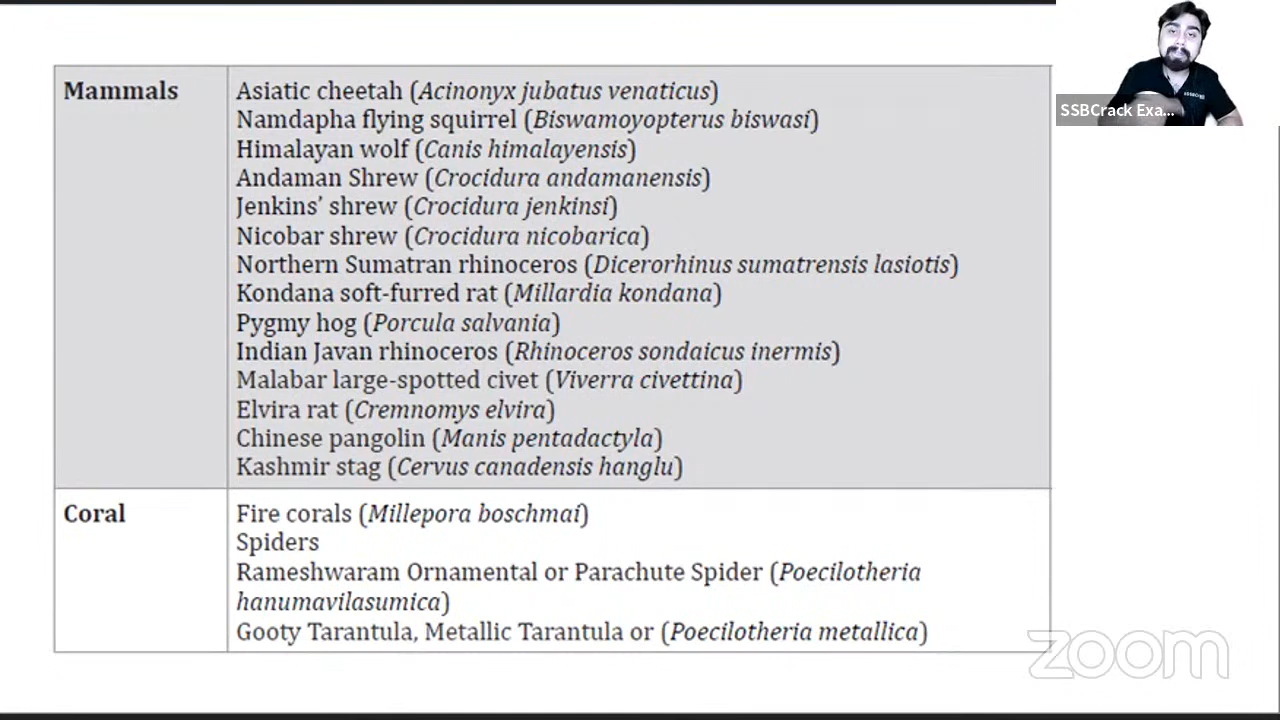 SSBCrack Exa...
Mammals
Asiatic cheetah (Acinonyx jubatus venaticus)
Namdapha flying squirrel (Biswamoyopterus biswasi)
Himalayan wolf (Canis himalayensis)
Andaman Shrew (Crocidura andamanensis)
Jenkins’ shrew (Crocidura jenkinsi)
Nicobar shrew (Crocidura nicobarica)
Northern Sumatran rhinoceros (Dicerorhinus sumatrensis lasiotis)
Kondana soft-furred rat (Millardia kondana)
Pygmy hog (Porcula salvania)
Indian Javan rhinoceros (Rhinoceros sondaicus inermis)
Malabar large-spotted civet (Viverra civettina)
Elvira rat (Cremnomys elvira)
Chinese pangolin (Manis pentadactyla)
Kashmir stag (Cervus canadensis hanglu)
Coral
Fire corals (Millepora boschmai)
Spiders
Rameshwaram Ornamental or Parachute Spider (Poecilotheria
hanumavilasumica)
Gooty Tarantula, Metallic Tarantula or (Poecilotheria metallica)
zoom